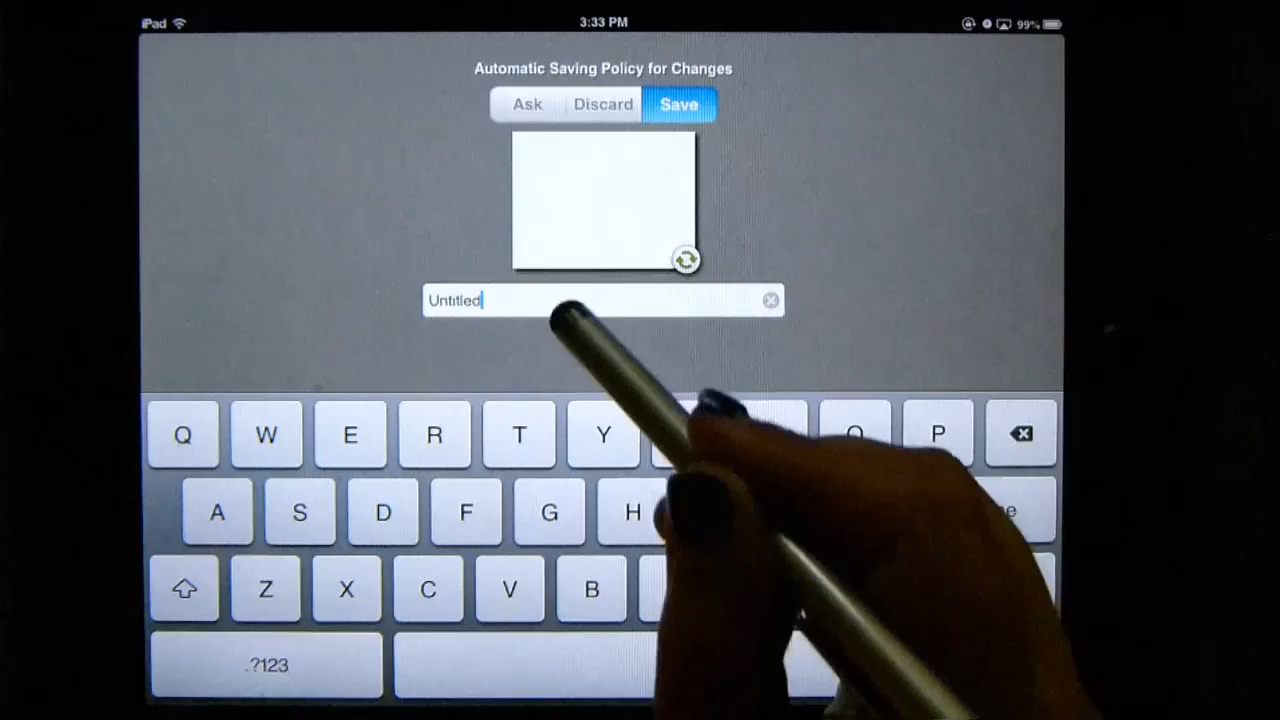 iPad 3:33 PM 99%
Automatic Saving Policy for Changes
Ask Discard Save
Untitled
Q W E R T Y O P
A S D F G H
Z X C V B
.?123